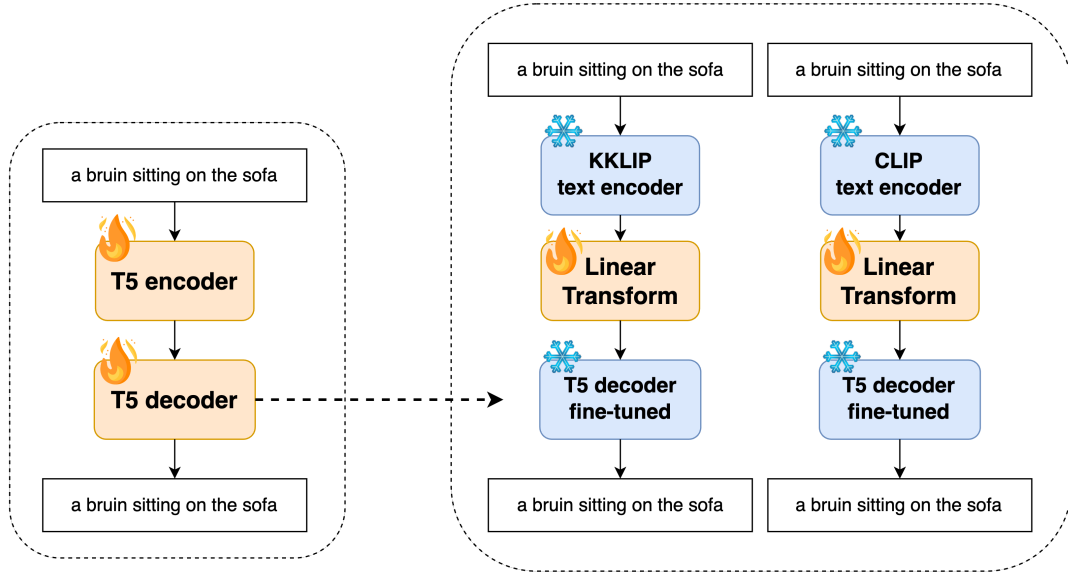 a bruin sitting on the sofa
T5 encoder
T5 decoder
a bruin sitting on the sofa
a bruin sitting on the sofa
KKLIP
text encoder
Linear
Transform
T5 decoder
fine-tuned
a bruin sitting on the sofa
a bruin sitting on the sofa
CLIP
text encoder
Linear
Transform
T5 decoder
fine-tuned
a bruin sitting on the sofa